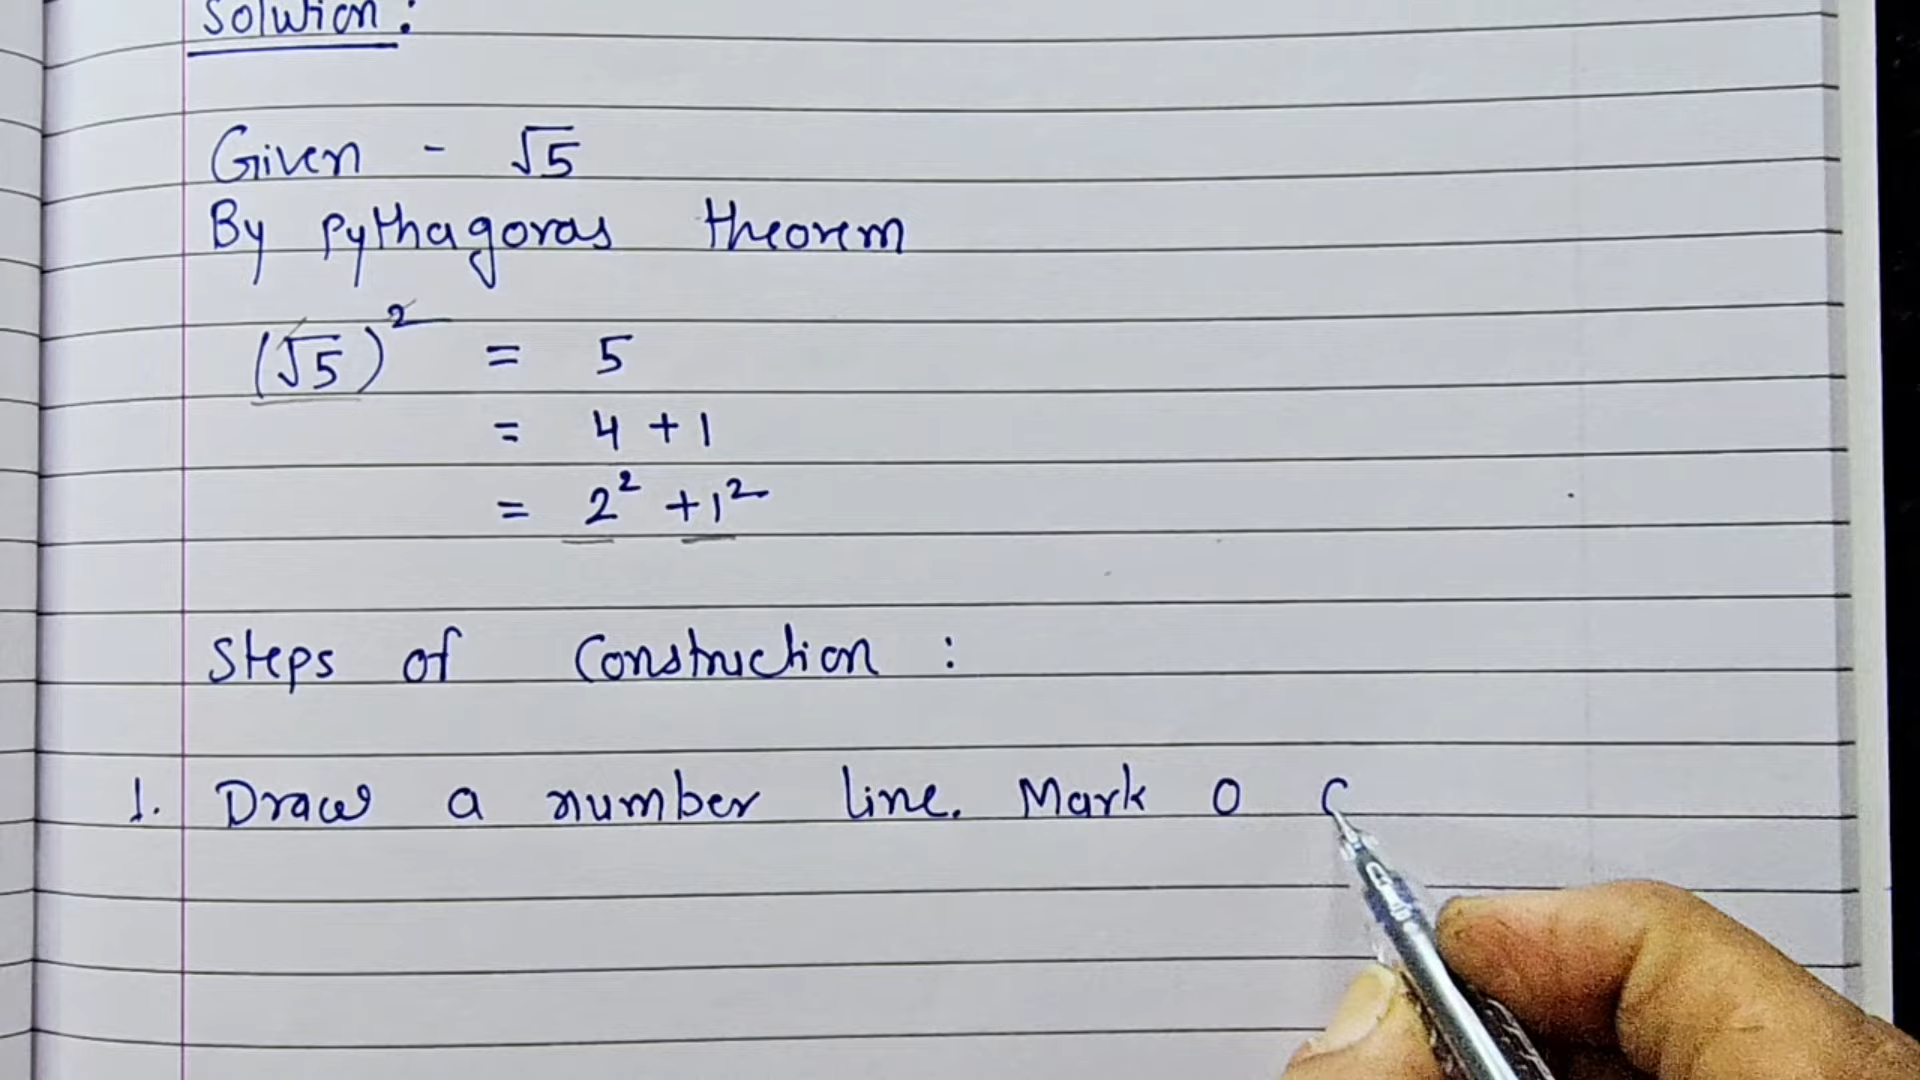 Solution:
Given - √5
By Pythagoras theorem
(√5)² = 5
= 4 + 1
= 2² + 1²
Steps of Construction :
1. Draw a number line. Mark O